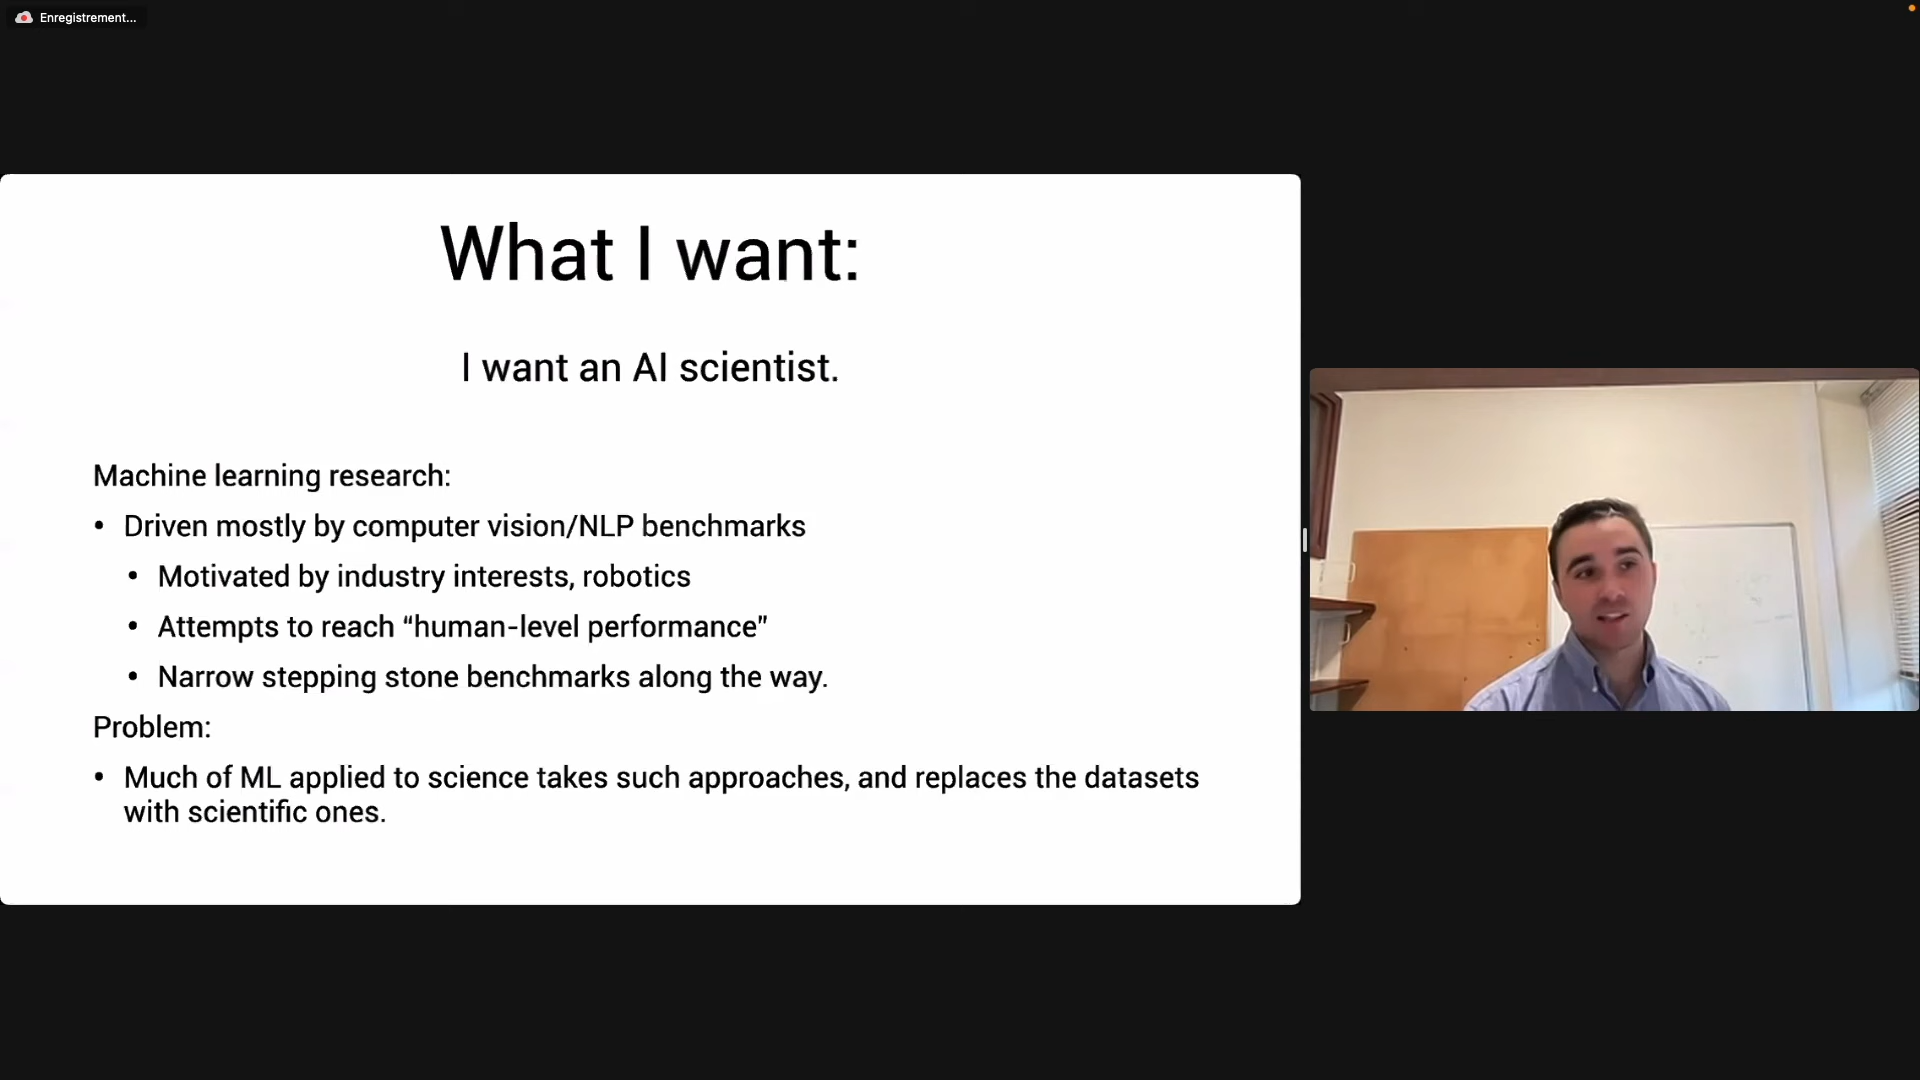 Enregistrement...
What I want:
I want an AI scientist.
Machine learning research:
• Driven mostly by computer vision/NLP benchmarks
• Motivated by industry interests, robotics
• Attempts to reach “human-level performance”
• Narrow stepping stone benchmarks along the way.
Problem:
• Much of ML applied to science takes such approaches, and replaces the datasets
with scientific ones.